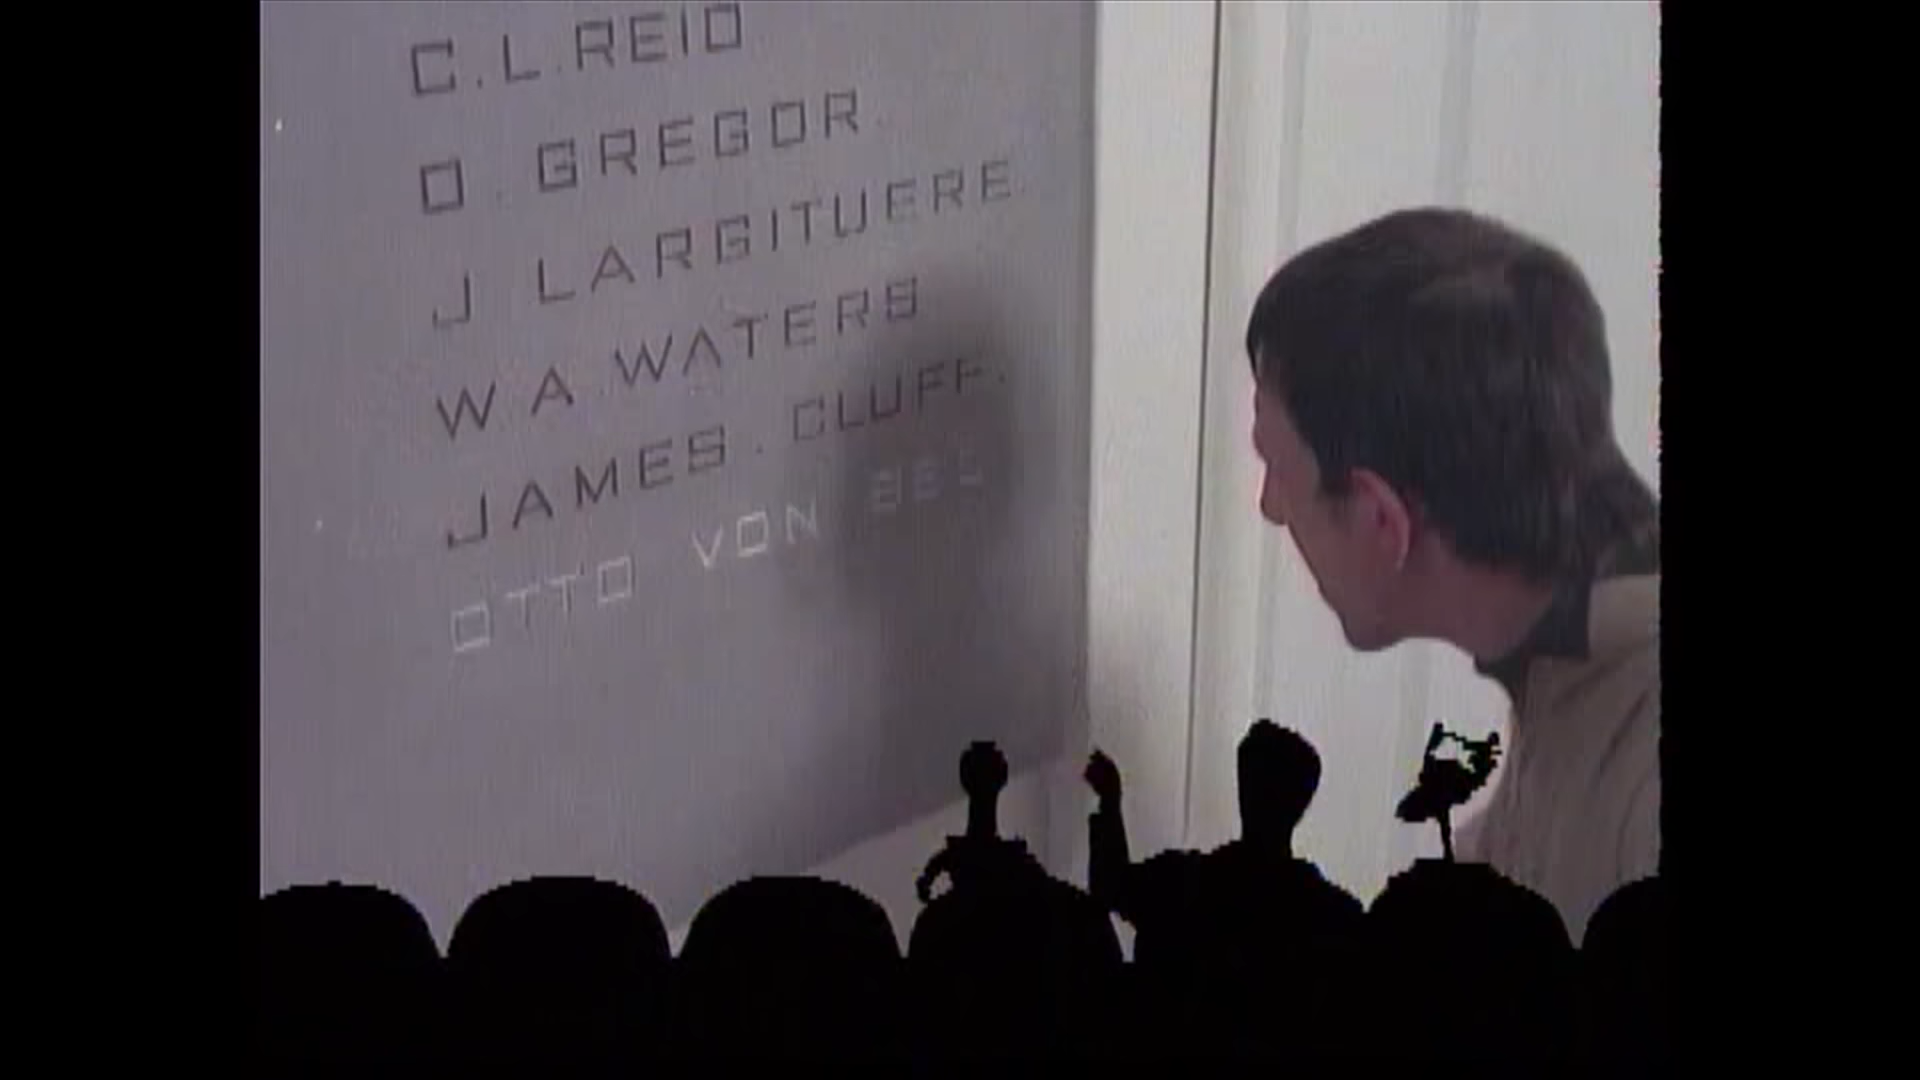 C.L.REID
O. GREGOR
J LARGITUERE
W A.WATERS
JAMES. CLUFF.
OTTO VON